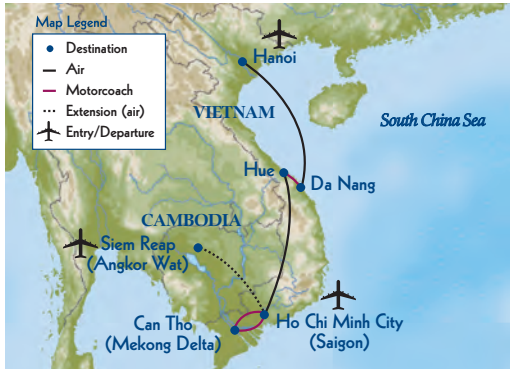 Map Legend
Destination
Air
Motorcoach
Extension (air)
Entry/Departure
Hanoi
VIETNAM
South China Sea
Hue
Da Nang
CAMBODIA
Siem Reap
(Angkor Wat)
Can Tho
(Mekong Delta)
Ho Chi Minh City
(Saigon)